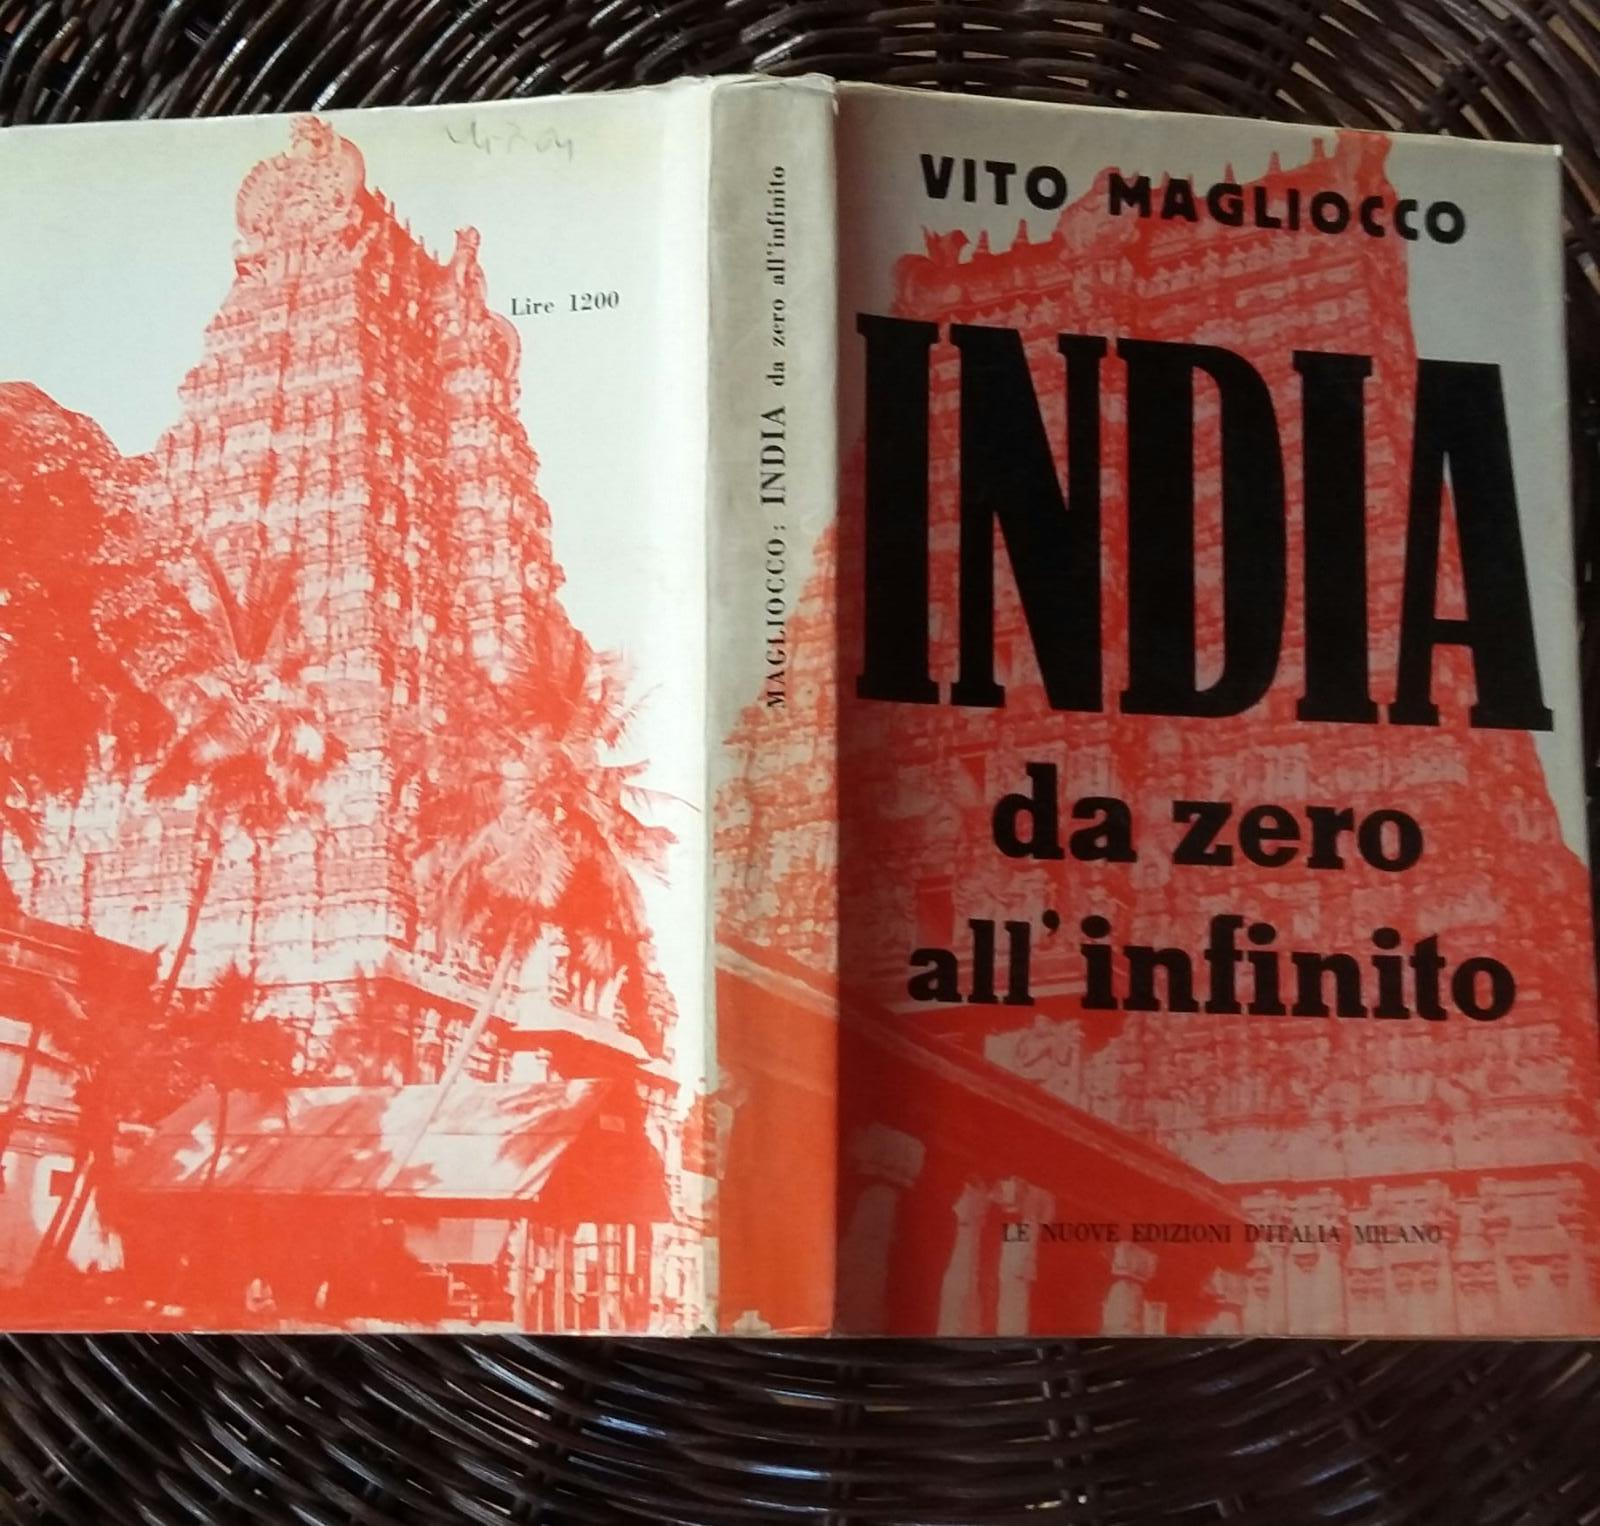 Lire 1200
MAGLIOCCO: INDIA da zero all'infinito
VITO MAGLIOCCO
INDIA
da zero
all'infinito
LE NUOVE EDIZIONI D'ITALIA MILANO